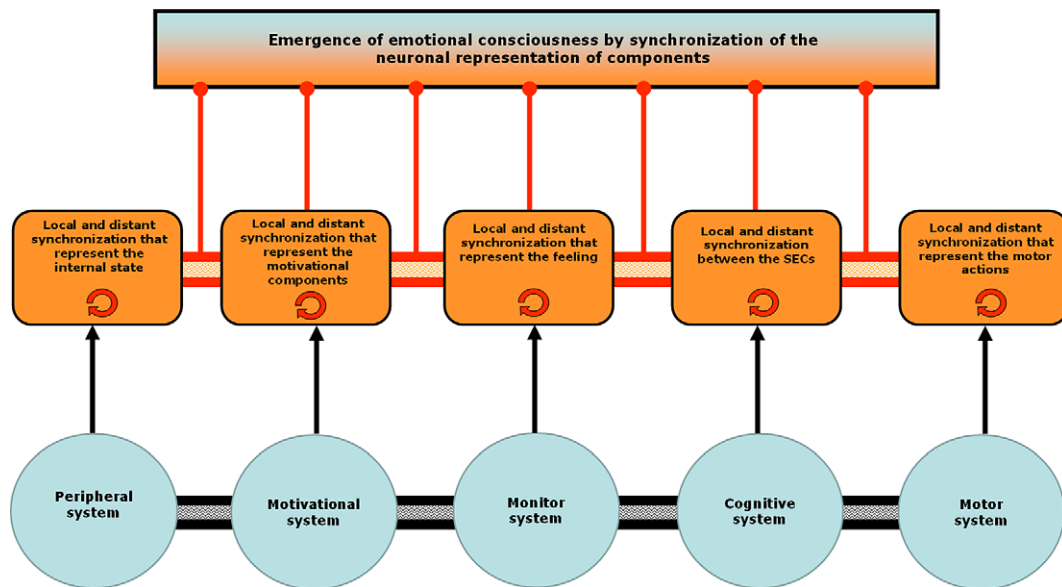 Emergence of emotional consciousness by synchronization of the
neuronal representation of components
Local and distant
synchronization that
represent the
internal state
Local and distant
synchronization that
represent the
motivational
components
Local and distant
synchronization that
represent the feeling
Local and distant
synchronization
between the SECs
Local and distant
synchronization that
represent the motor
actions
Peripheral
system
Motivational
system
Monitor
system
Cognitive
system
Motor
system